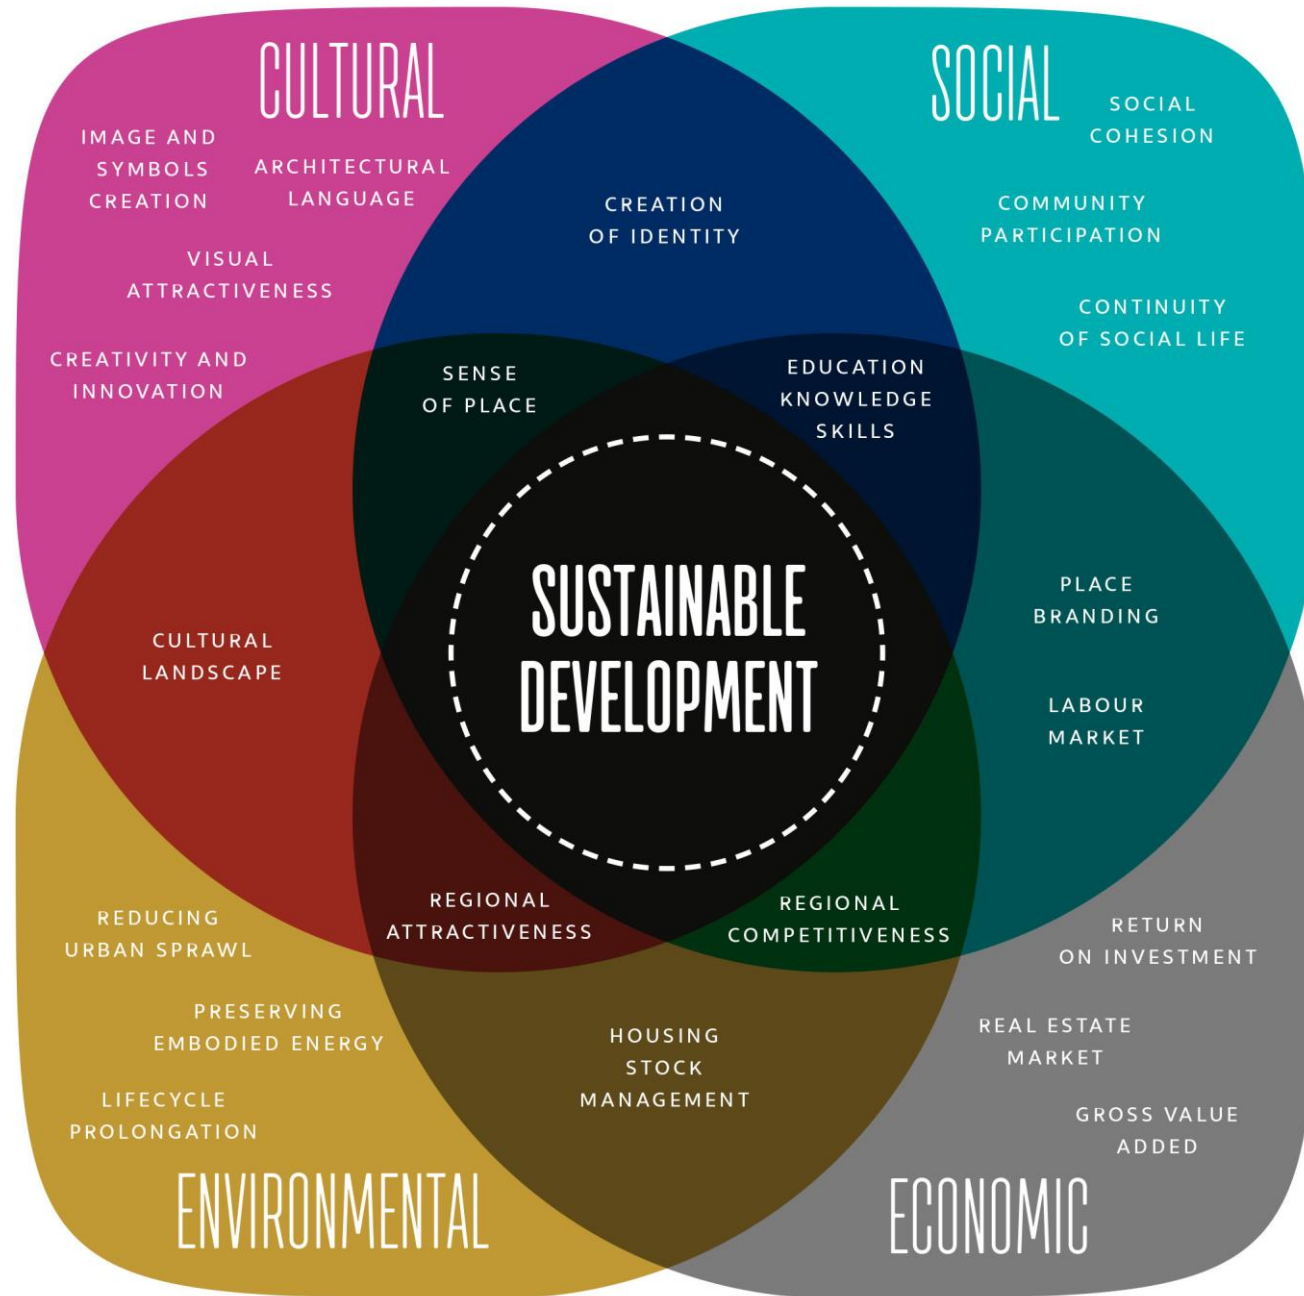 CULTURAL
IMAGE AND
SYMBOLS
CREATION
ARCHITECTURAL
LANGUAGE
VISUAL
ATTRACTIVENESS
CREATIVITY AND
INNOVATION
CREATION
OF IDENTITY
SOCIAL
SOCIAL
COHESION
COMMUNITY
PARTICIPATION
CONTINUITY
OF SOCIAL LIFE
SENSE
OF PLACE
EDUCATION
KNOWLEDGE
SKILLS
CULTURAL
LANDSCAPE
SUSTAINABLE
DEVELOPMENT
PLACE
BRANDING
LABOUR
MARKET
REGIONAL
ATTRACTIVENESS
REGIONAL
COMPETITIVENESS
REDUCING
URBAN SPRAWL
PRESERVING
EMBODIED ENERGY
LIFECYCLE
PROLONGATION
ENVIRONMENTAL
HOUSING
STOCK
MANAGEMENT
RETURN
ON INVESTMENT
REAL ESTATE
MARKET
GROSS VALUE
ADDED
ECONOMIC